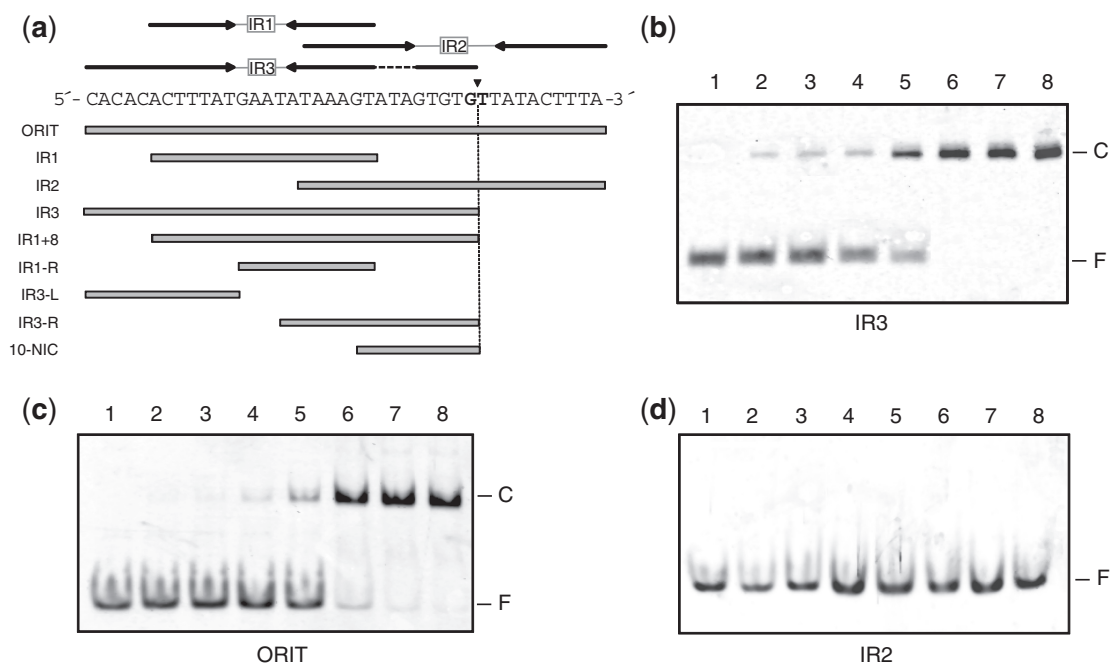 (a)
IR1
IR2
IR3
5´- CACACACTTTATGAATATAAAGTATAGTGTGTTATACTTTA-3´
ORIT
IR1
IR2
IR3
IR1+8
IR1-R
IR3-L
IR3-R
10-NIC
(b)
1 2 3 4 5 6 7 8
C
F
IR3
(c)
1 2 3 4 5 6 7 8
C
F
ORIT
(d)
1 2 3 4 5 6 7 8
F
IR2